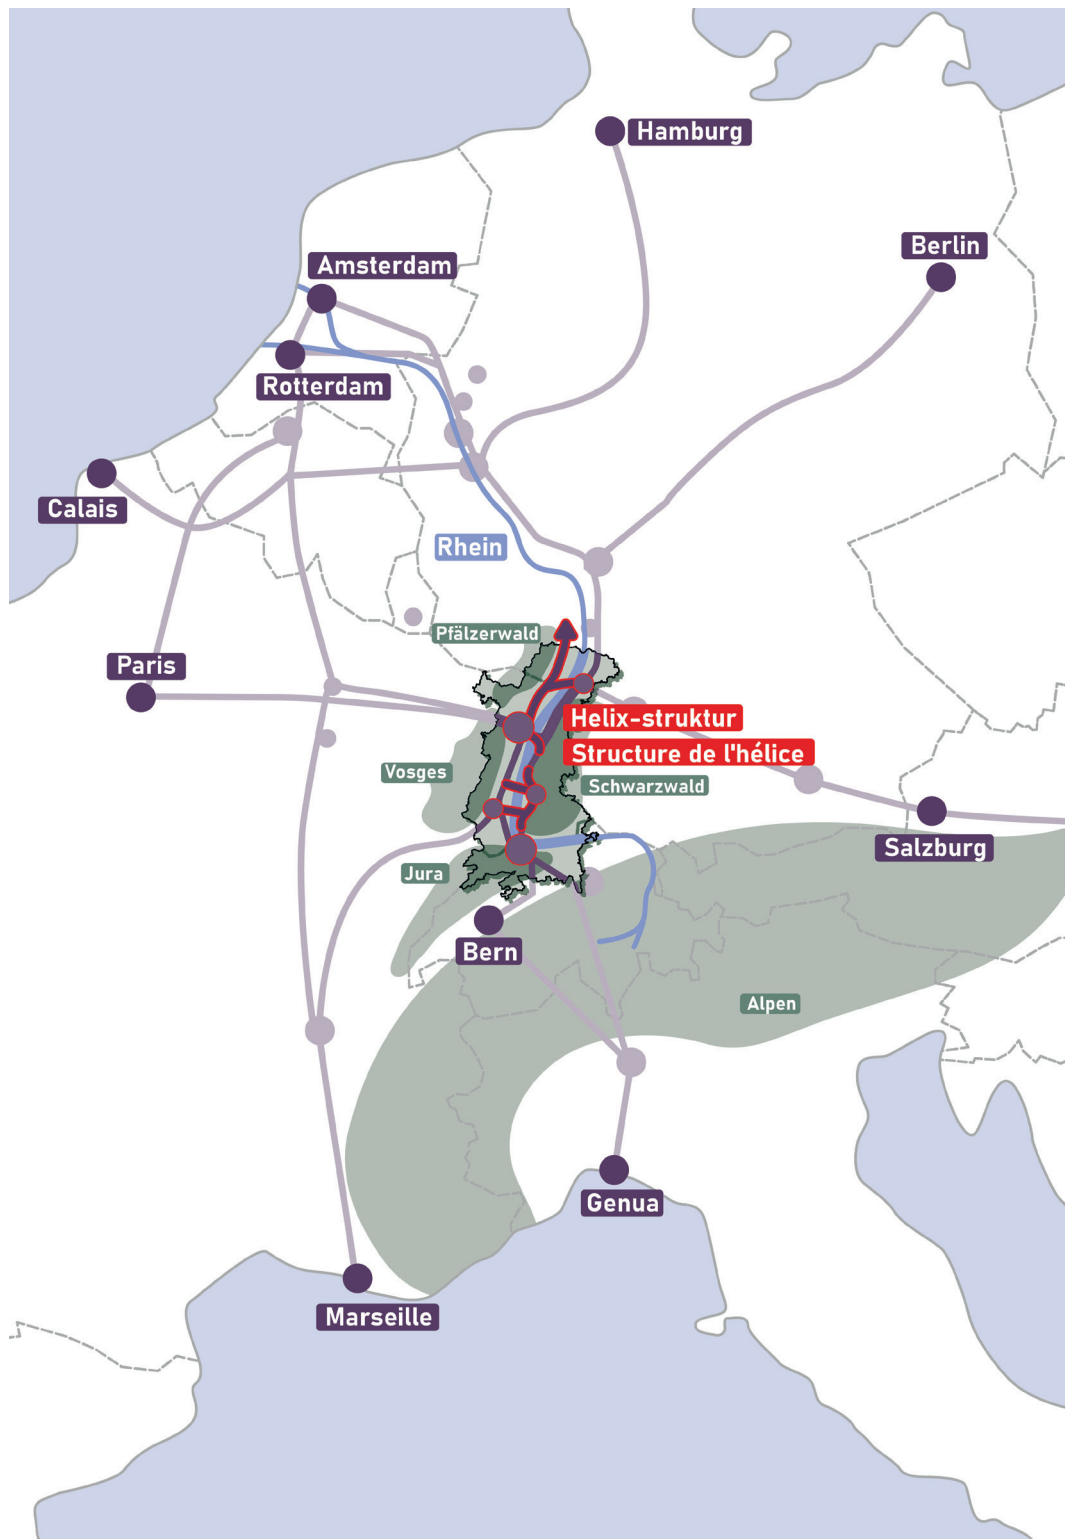 Hamburg
Berlin
Amsterdam
Rotterdam
Calais
Rhein
Pfälzerwald
Paris
Helix-struktur
Structure de l'hélice
Vosges
Schwarzwald
Salzburg
Jura
Bern
Alpen
Genua
Marseille